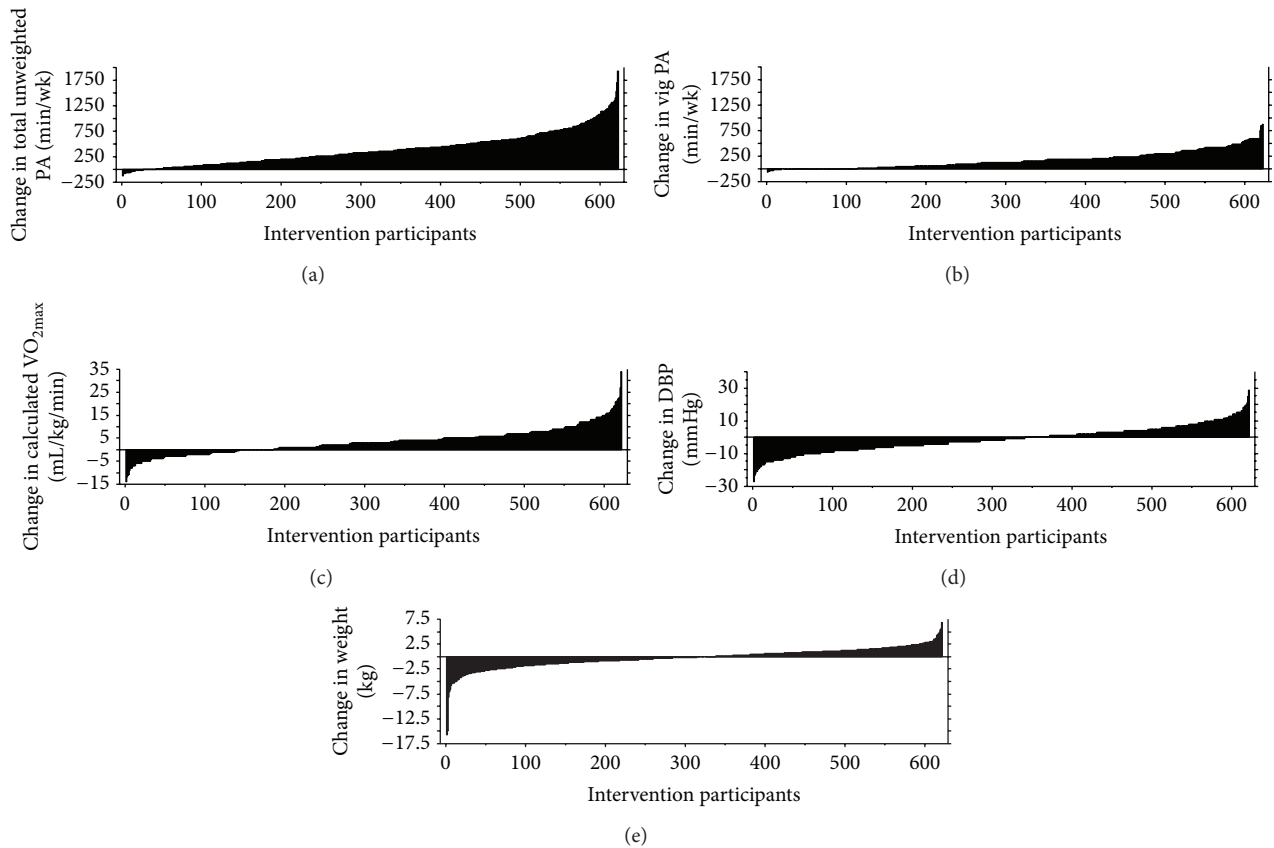 Change in total unweighted
PA (min/wk)
1750
1250
750
250
−250
0 100 200 300 400 500 600
Intervention participants
(a)
Change in vig PA
(min/wk)
1750
1250
750
250
−250
0 100 200 300 400 500 600
Intervention participants
(b)
Change in calculated VO2max
(mL/kg/min)
35
25
15
5
−5
−15
0 100 200 300 400 500 600
Intervention participants
(c)
Change in DBP
(mmHg)
30
10
−10
−30
0 100 200 300 400 500 600
Intervention participants
(d)
Change in weight
(kg)
7.5
2.5
−2.5
−7.5
−12.5
−17.5
0 100 200 300 400 500 600
Intervention participants
(e)